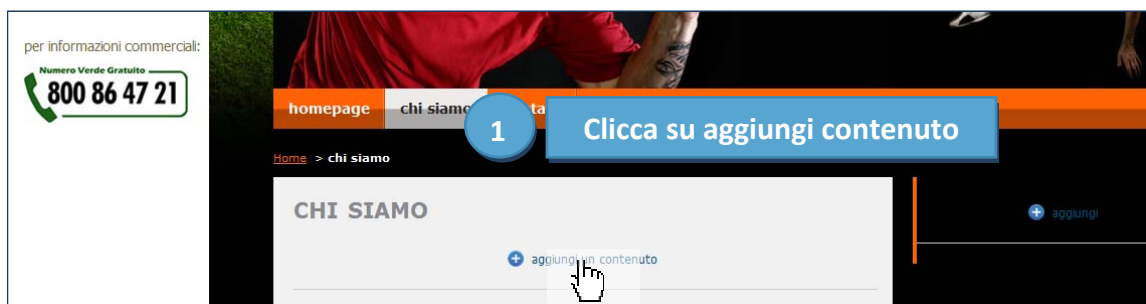 per informazioni commerciali:
Numero Verde Gratuito
800 86 47 21
homepage
chi siamo
1
Clicca su aggiungi contenuto
Home > chi siamo
CHI SIAMO
aggiungi
aggiungi un contenuto